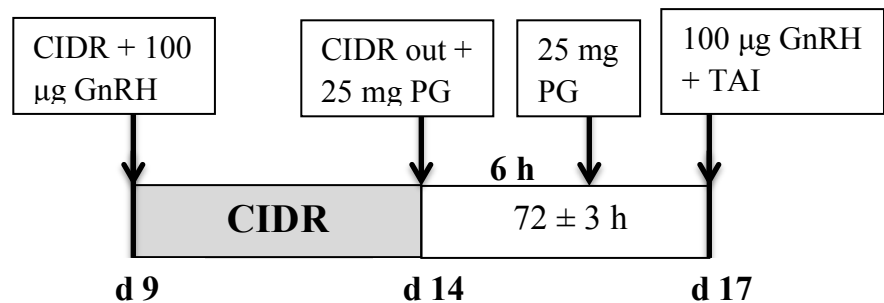 CIDR + 100
µg GnRH
CIDR out +
25 mg PG
25 mg
PG
100 µg GnRH
+ TAI
6 h
CIDR
72 ± 3 h
d 9
d 14
d 17